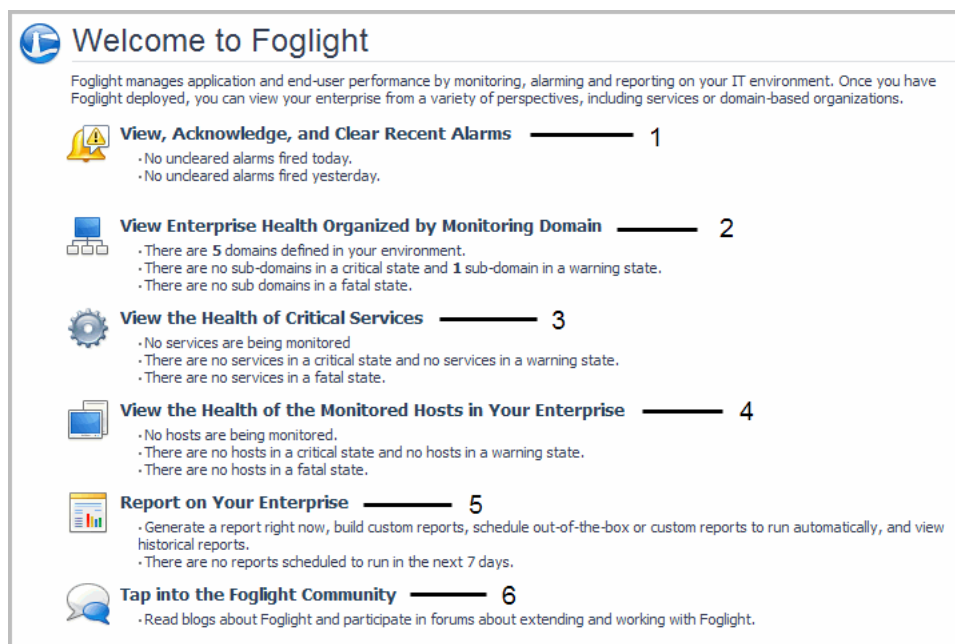 Welcome to Foglight
Foglight manages application and end-user performance by monitoring, alarming and reporting on your IT environment. Once you have
Foglight deployed, you can view your enterprise from a variety of perspectives, including services or domain-based organizations.
View, Acknowledge, and Clear Recent Alarms 1
· No uncleared alarms fired today.
· No uncleared alarms fired yesterday.
View Enterprise Health Organized by Monitoring Domain 2
· There are 5 domains defined in your environment.
· There are no sub-domains in a critical state and 1 sub-domain in a warning state.
· There are no sub domains in a fatal state.
View the Health of Critical Services 3
· No services are being monitored
· There are no services in a critical state and no services in a warning state.
· There are no services in a fatal state.
View the Health of the Monitored Hosts in Your Enterprise 4
· No hosts are being monitored.
· There are no hosts in a critical state and no hosts in a warning state.
· There are no hosts in a fatal state.
Report on Your Enterprise 5
· Generate a report right now, build custom reports, schedule out-of-the-box or custom reports to run automatically, and view
historical reports.
· There are no reports scheduled to run in the next 7 days.
Tap into the Foglight Community 6
· Read blogs about Foglight and participate in forums about extending and working with Foglight.